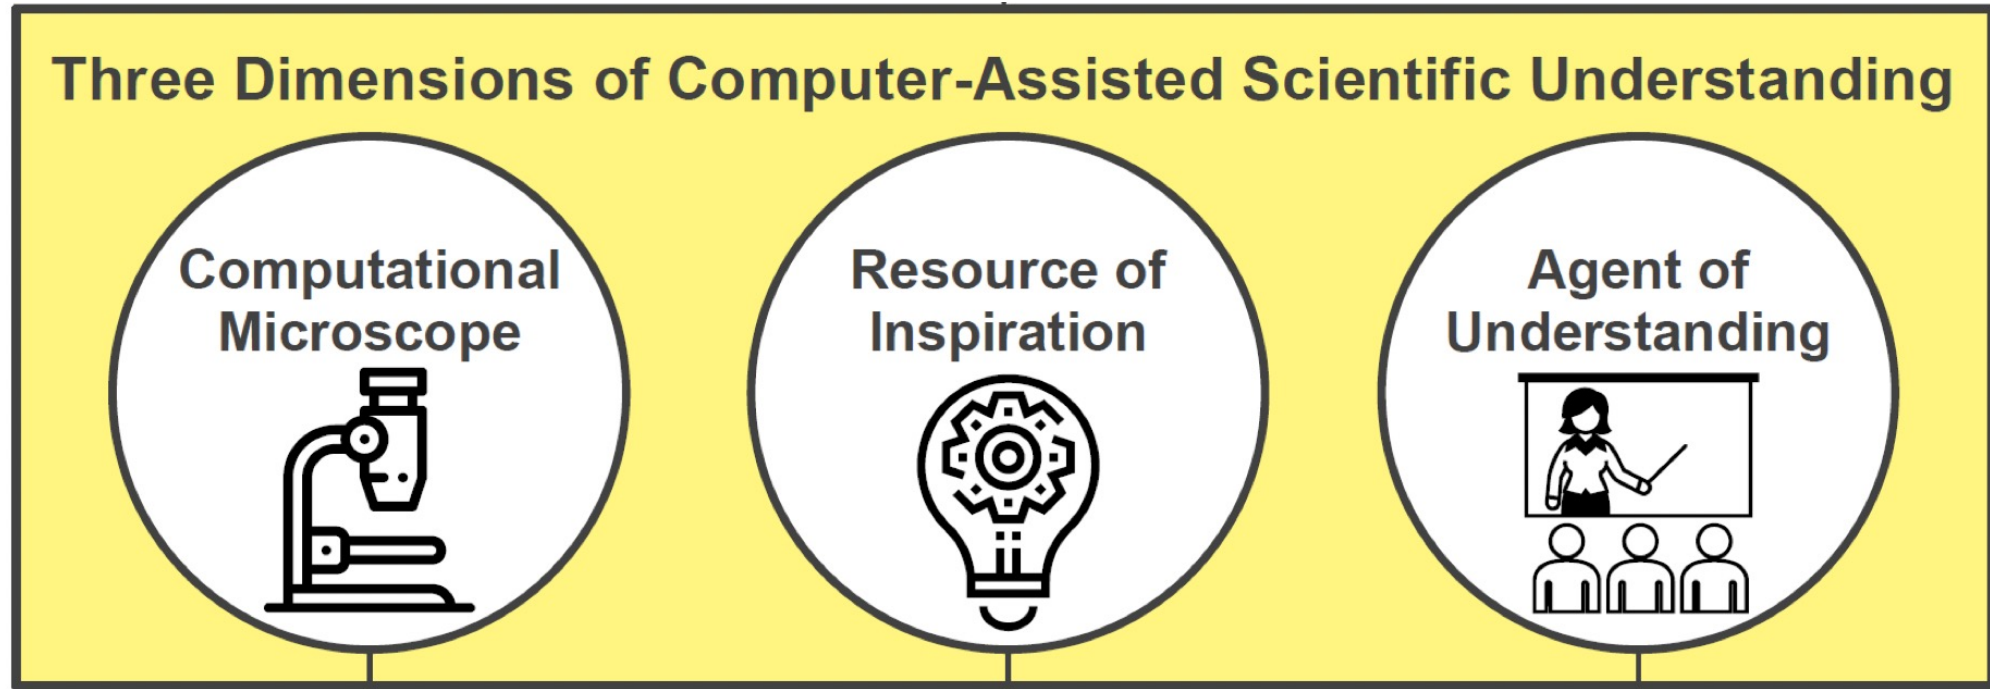 Three Dimensions of Computer-Assisted Scientific Understanding
Computational
Microscope
Resource of
Inspiration
Agent of
Understanding